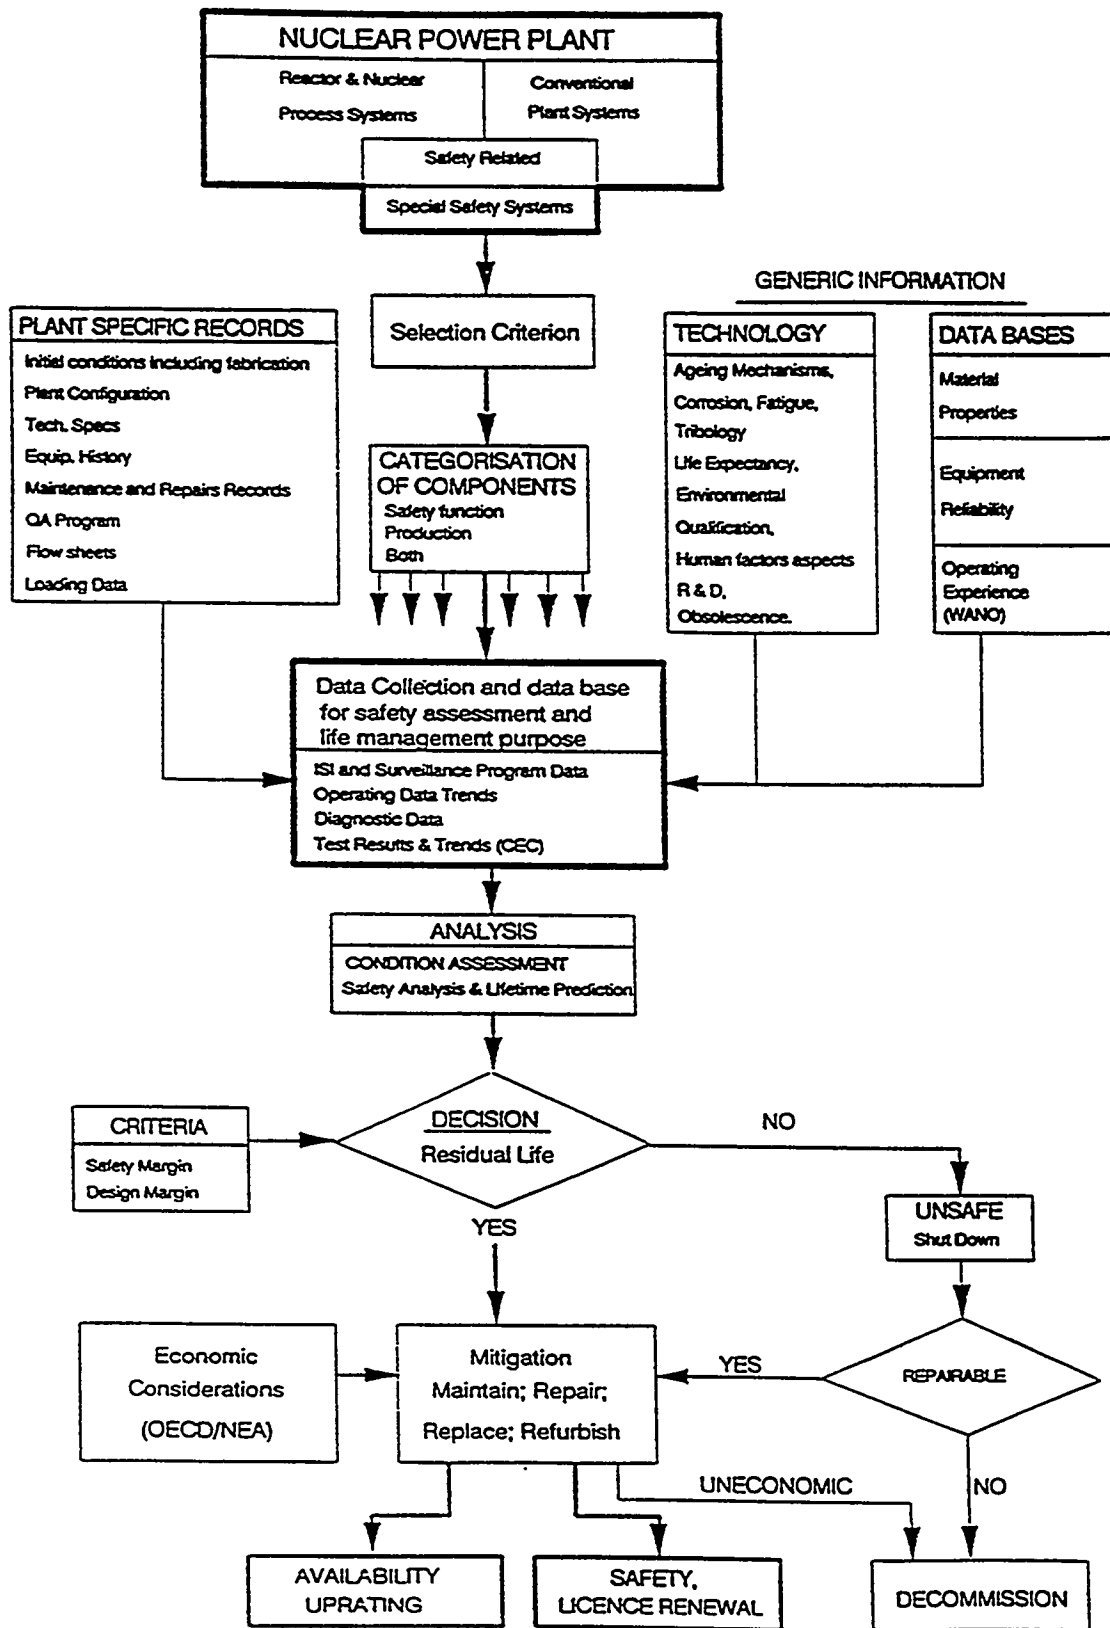 NUCLEAR POWER PLANT
Reactor & Nuclear
Process Systems
Conventional
Plant Systems
Safety Related
Special Safety Systems
Selection Criterion
GENERIC INFORMATION
PLANT SPECIFIC RECORDS
Initial conditions including fabrication
Plant Configuration
Tech. Specs
Equip. History
Maintenance and Repairs Records
QA Program
Flow sheets
Loading Data
CATEGORISATION
OF COMPONENTS
Safety function
Production
Both
TECHNOLOGY
Ageing Mechanisms,
Corrosion, Fatigue,
Tribology
Life Expectancy,
Environmental
Qualification,
Human factors aspects
R & D,
Obsolescence.
DATA BASES
Material
Properties
Equipment
Reliability
Operating
Experience
(WANO)
Data Collection and data base
for safety assessment and
life management purpose
ISI and Surveillance Program Data
Operating Data Trends
Diagnostic Data
Test Results & Trends (CEC)
ANALYSIS
CONDITION ASSESSMENT
Safety Analysis & Lifetime Prediction
CRITERIA
Safety Margin
Design Margin
DECISION
Residual Life
NO
YES
UNSAFE
Shut Down
Economic
Considerations
(OECD/NEA)
Mitigation
Maintain; Repair;
Replace; Refurbish
YES
REPAIRABLE
UNECONOMIC
NO
AVAILABILITY
UPRATING
SAFETY,
LICENCE RENEWAL
DECOMMISSION